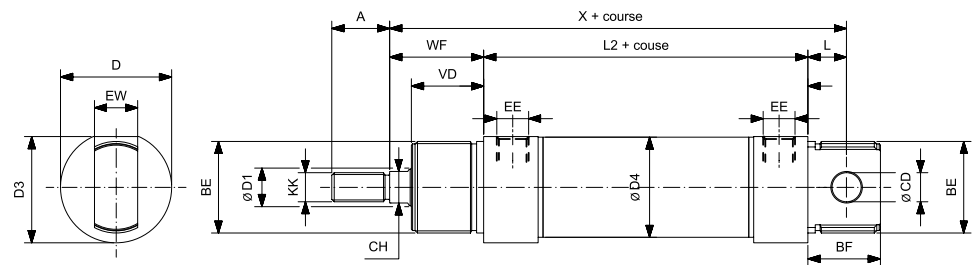 X + course
A
WF
L2 + couse
L
D
VD
EW
EE
EE
D3
BE
Ø D1
KK
Ø D4
Ø CD
BE
CH
BF